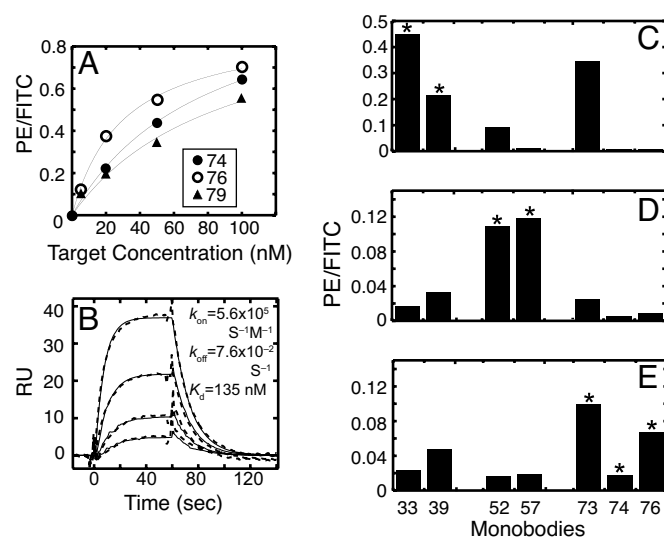 A
PE/FITC
0.8
0.6
0.4
0.2
0
74
76
79
0 20 40 60 80 100 120
Target Concentration (nM)
B
RU
40
30
20
10
0
kon=5.6x10⁵
S⁻¹M⁻¹
koff=7.6x10⁻²
S⁻¹
Kd=135 nM
0 40 80 120
Time (sec)
C
0.5
0.4
0.3
0.2
0.1
0
* * 
D
PE/FITC
0.12
0.08
0.04
0
* *
E
0.12
0.08
0.04
0
* * *
33 39 52 57 73 74 76
Monobodies